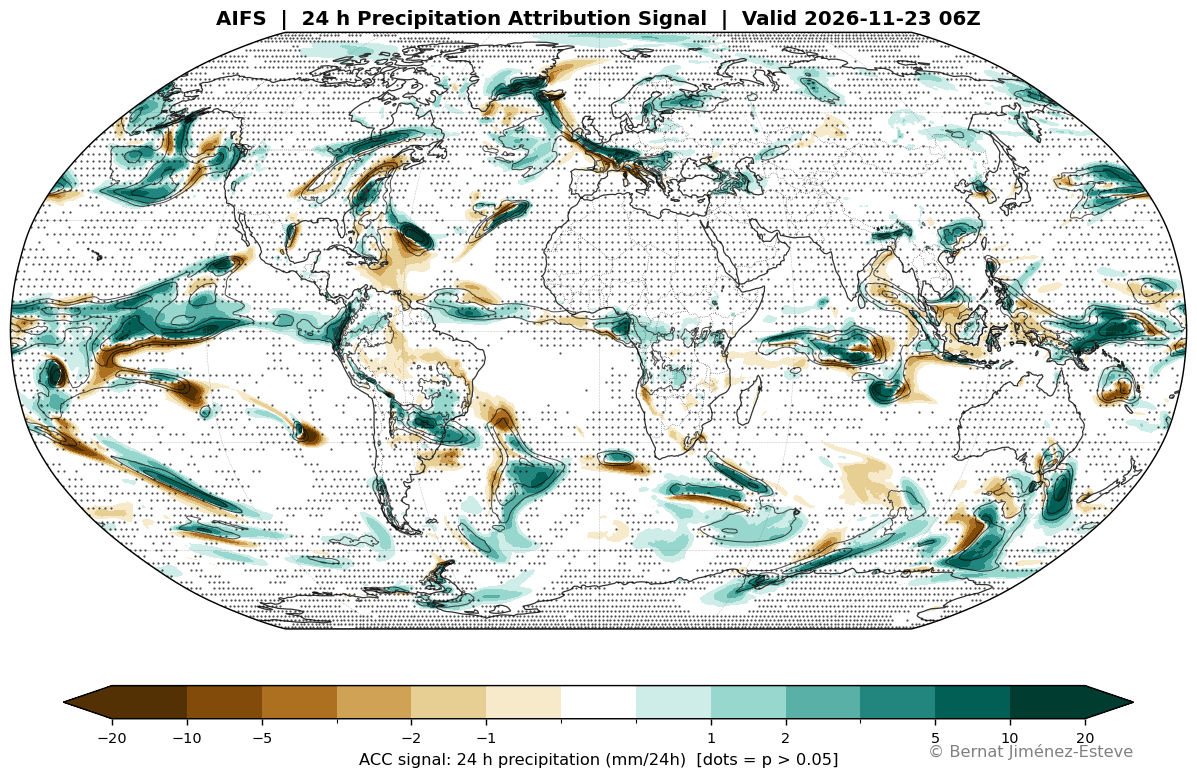 AIFS | 24 h Precipitation Attribution Signal | Valid 2026-11-23 06Z
−20 −10 −5 −2 −1 1 2 5 10 20
© Bernat Jiménez-Esteve
ACC signal: 24 h precipitation (mm/24h) [dots = p > 0.05]